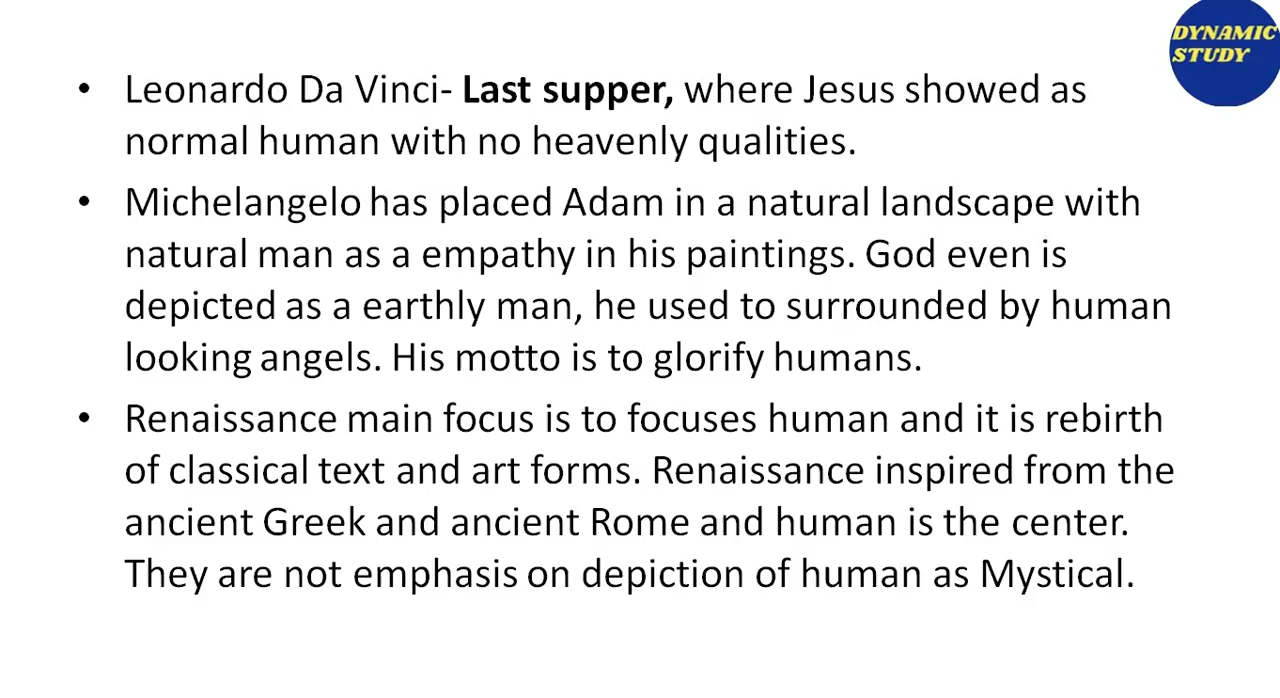 DYNAMIC
STUDY
• Leonardo Da Vinci- Last supper, where Jesus showed as
normal human with no heavenly qualities.
• Michelangelo has placed Adam in a natural landscape with
natural man as a empathy in his paintings. God even is
depicted as a earthly man, he used to surrounded by human
looking angels. His motto is to glorify humans.
• Renaissance main focus is to focuses human and it is rebirth
of classical text and art forms. Renaissance inspired from the
ancient Greek and ancient Rome and human is the center.
They are not emphasis on depiction of human as Mystical.